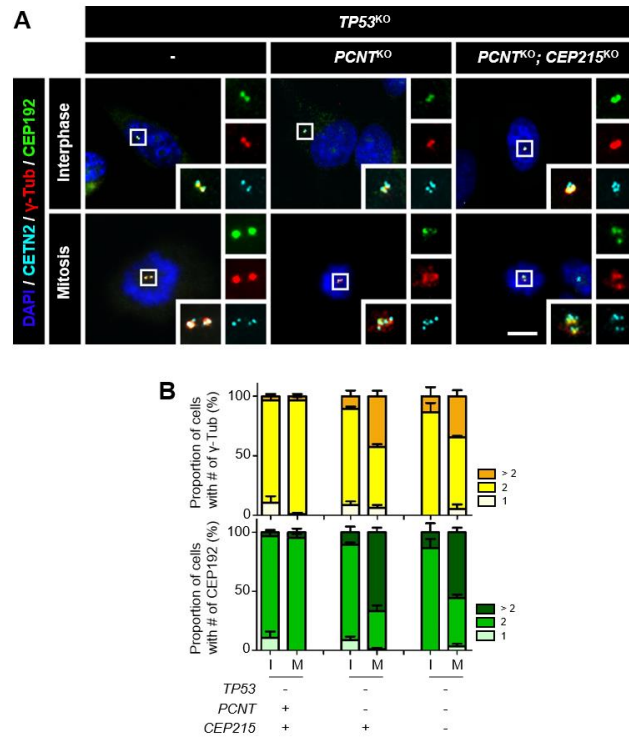 A
TP53KO
-
PCNTKO
PCNTKO; CEP215KO
DAPI / CETN2 / γ-Tub / CEP192
Interphase
Mitosis
B
Proportion of cells
with # of γ-Tub (%)
100
50
0
> 2
2
1
Proportion of cells
with # of CEP192 (%)
100
50
0
> 2
2
1
I M I M I M
TP53 - - -
PCNT + - -
CEP215 + + -